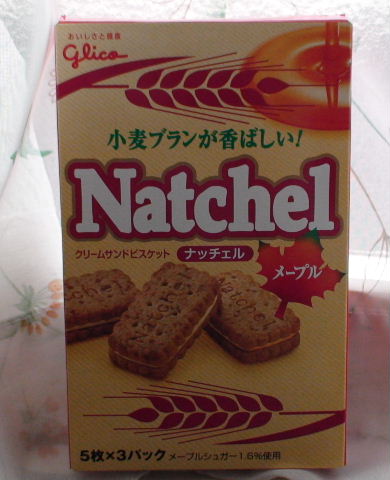 おいしさと健康
glico
小麦ブランが香ばしい!
Natchel
クリームサンドビスケット ナッチェル
メープル
5枚×3パック メープルシュガー1.6%使用